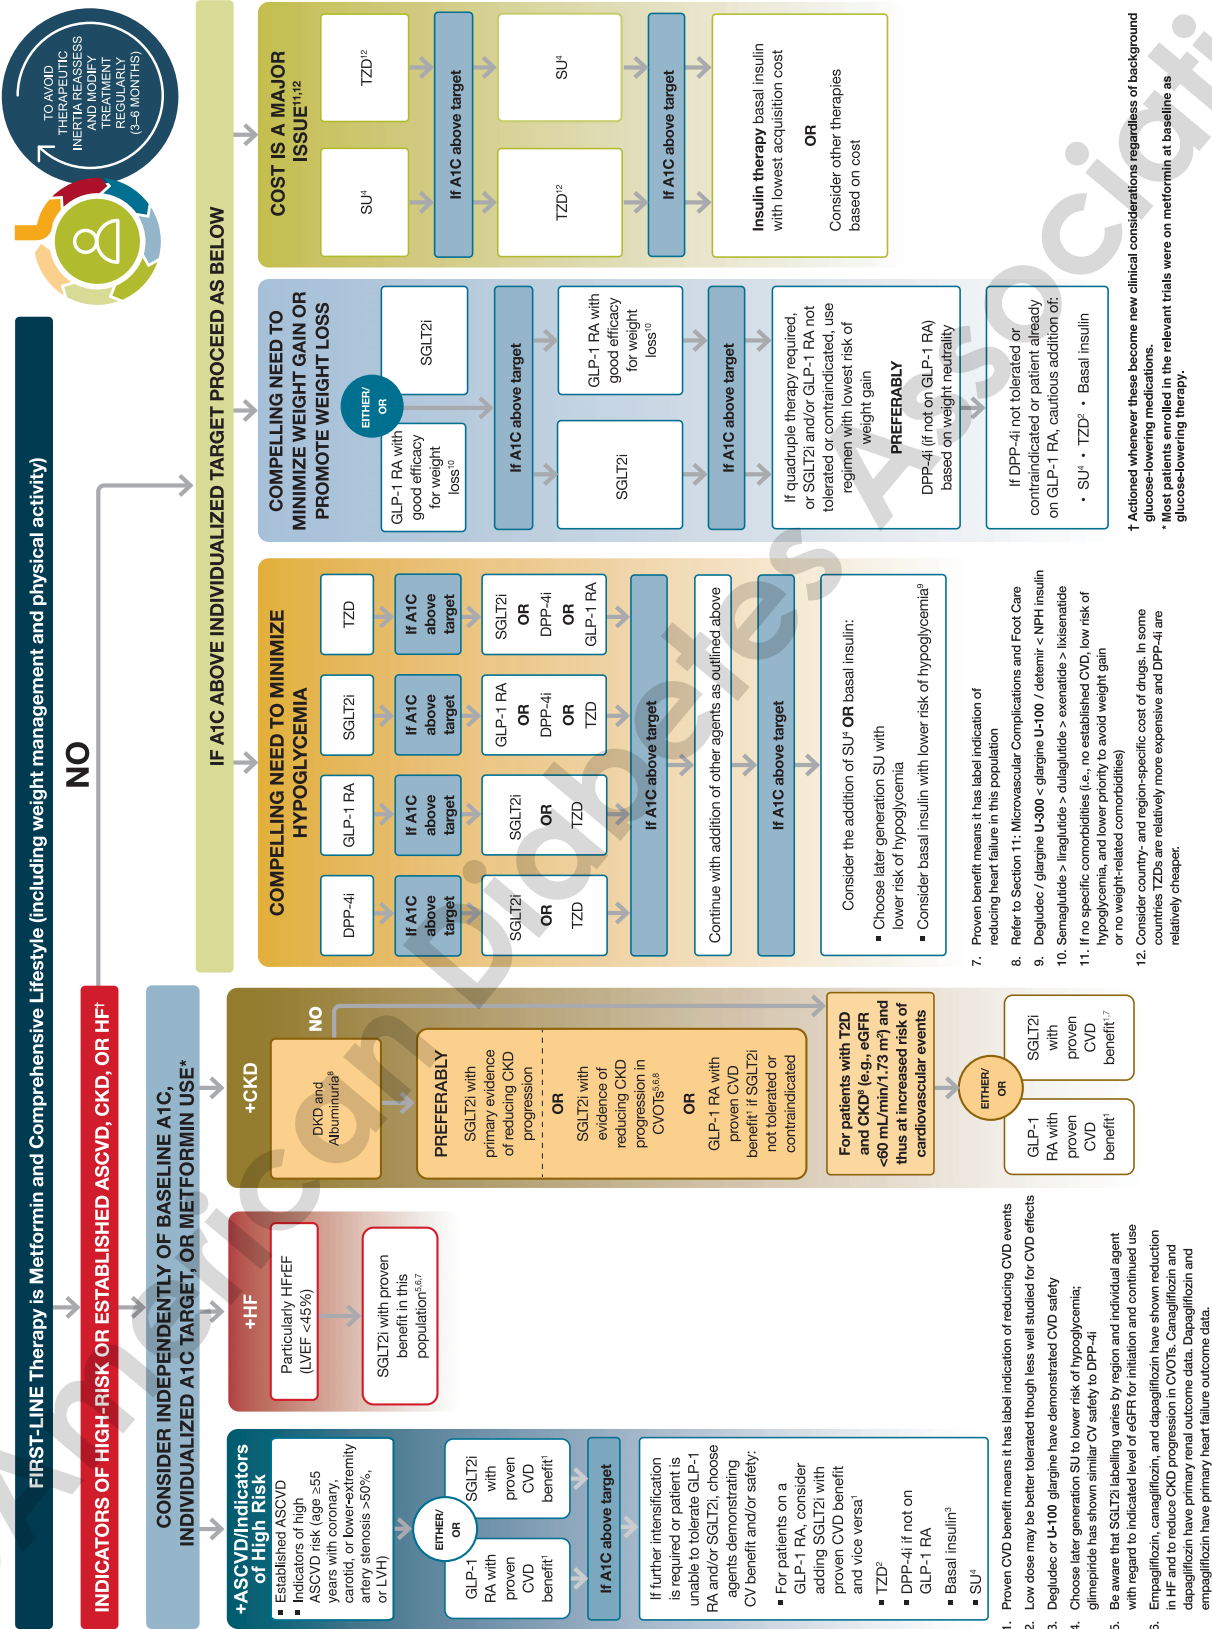 FIRST-LINE Therapy is Metformin and Comprehensive Lifestyle (including weight management and physical activity)
TO AVOID
THERAPEUTIC
INERTIA REASSESS
AND MODIFY
TREATMENT
REGULARLY
(3–6 MONTHS)
INDICATORS OF HIGH-RISK OR ESTABLISHED ASCVD, CKD, OR HF†
NO
CONSIDER INDEPENDENTLY OF BASELINE A1C,
INDIVIDUALIZED A1C TARGET, OR METFORMIN USE*
IF A1C ABOVE INDIVIDUALIZED TARGET PROCEED AS BELOW
+ASCVD/Indicators
of High Risk
▪ Established ASCVD
▪ Indicators of high
ASCVD risk (age ≥55
years with coronary,
carotid, or lower-extremity
artery stenosis >50%,
or LVH)
EITHER/
OR
GLP-1
RA with
proven
CVD
benefit¹
SGLT2i
with
proven
CVD
benefit¹
If A1C above target
If further intensification
is required or patient is
unable to tolerate GLP-1
RA and/or SGLT2i, choose
agents demonstrating
CV benefit and/or safety:
▪ For patients on a
GLP-1 RA, consider
adding SGLT2i with
proven CVD benefit
and vice versa¹
▪ TZD²
▪ DPP-4i if not on
GLP-1 RA
▪ Basal insulin³
▪ SU⁴
+HF
Particularly HFrEF
(LVEF <45%)
SGLT2i with proven
benefit in this
population⁵,⁶,⁷
+CKD
DKD and
Albuminuria⁸
NO
PREFERABLY
SGLT2i with
primary evidence
of reducing CKD
progression
OR
SGLT2i with
evidence of
reducing CKD
progression in
CVOTs⁵,⁶,⁸
OR
GLP-1 RA with
proven CVD
benefit¹ if SGLT2i
not tolerated or
contraindicated
For patients with T2D
and CKD⁸ (e.g., eGFR
<60 mL/min/1.73 m²) and
thus at increased risk of
cardiovascular events
EITHER/
OR
GLP-1
RA with
proven
CVD
benefit¹
SGLT2i
with
proven
CVD
benefit¹,⁷
COMPELLING NEED TO MINIMIZE
HYPOGLYCEMIA
DPP-4i
GLP-1 RA
SGLT2i
TZD
If A1C
above
target
If A1C
above
target
If A1C
above
target
If A1C
above
target
SGLT2i
OR
TZD
SGLT2i
OR
TZD
GLP-1 RA
OR
DPP-4i
OR
TZD
SGLT2i
OR
DPP-4i
OR
GLP-1 RA
If A1C above target
Continue with addition of other agents as outlined above
If A1C above target
Consider the addition of SU⁴ OR basal insulin:
▪ Choose later generation SU with
lower risk of hypoglycemia
▪ Consider basal insulin with lower risk of hypoglycemia⁹
COMPELLING NEED TO
MINIMIZE WEIGHT GAIN OR
PROMOTE WEIGHT LOSS
EITHER/
OR
GLP-1 RA with
good efficacy
for weight
loss¹⁰
SGLT2i
If A1C above target
SGLT2i
GLP-1 RA with
good efficacy
for weight
loss¹⁰
If A1C above target
If quadruple therapy required,
or SGLT2i and/or GLP-1 RA not
tolerated or contraindicated, use
regimen with lowest risk of
weight gain
PREFERABLY
DPP-4i (if not on GLP-1 RA)
based on weight neutrality
If DPP-4i not tolerated or
contraindicated or patient already
on GLP-1 RA, cautious addition of:
• SU⁴ • TZD² • Basal insulin
COST IS A MAJOR
ISSUE¹¹,¹²
SU⁴
TZD¹²
If A1C above target
TZD¹²
SU⁴
If A1C above target
Insulin therapy basal insulin
with lowest acquisition cost
OR
Consider other therapies
based on cost
1. Proven CVD benefit means it has label indication of reducing CVD events
2. Low dose may be better tolerated though less well studied for CVD effects
3. Degludec or U-100 glargine have demonstrated CVD safety
4. Choose later generation SU to lower risk of hypoglycemia;
glimepiride has shown similar CV safety to DPP-4i
5. Be aware that SGLT2i labelling varies by region and individual agent
with regard to indicated level of eGFR for initiation and continued use
6. Empagliflozin, canagliflozin, and dapagliflozin have shown reduction
in HF and to reduce CKD progression in CVOTs. Canagliflozin and
dapagliflozin have primary renal outcome data. Dapagliflozin and
empagliflozin have primary heart failure outcome data.
7. Proven benefit means it has label indication of
reducing heart failure in this population
8. Refer to Section 11: Microvascular Complications and Foot Care
9. Degludec / glargine U-300 < glargine U-100 / detemir < NPH insulin
10. Semaglutide > liraglutide > dulaglutide > exenatide > lixisenatide
11. If no specific comorbidities (i.e., no established CVD, low risk of
hypoglycemia, and lower priority to avoid weight gain
or no weight-related comorbidities)
12. Consider country- and region-specific cost of drugs. In some
countries TZDs are relatively more expensive and DPP-4i are
relatively cheaper.
† Actioned whenever these become new clinical considerations regardless of background
glucose-lowering medications.
* Most patients enrolled in the relevant trials were on metformin at baseline as
glucose-lowering therapy.
American Diabetes Associati